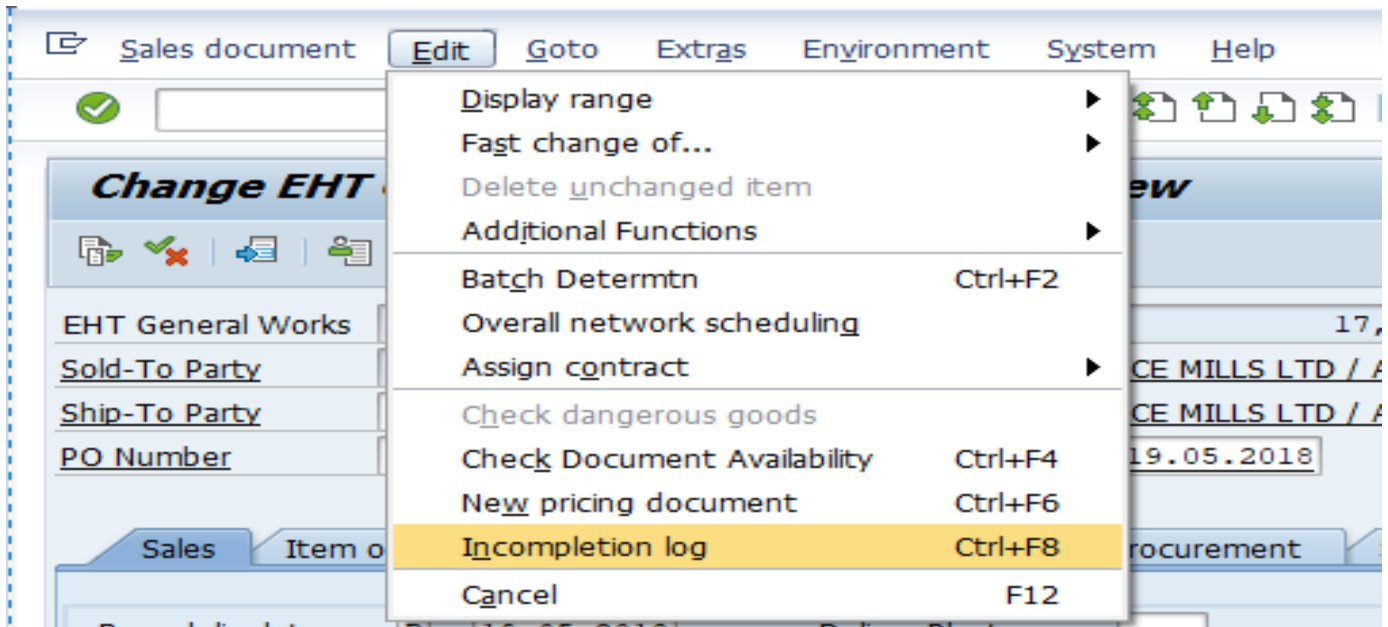 Sales document Edit Goto Extras Environment System Help
Display range
Fast change of...
Change EHT
Delete unchanged item
Additional Functions
Batch Determtn Ctrl+F2
EHT General Works
Overall network scheduling
17,
Sold-To Party
Assign contract
CE MILLS LTD / A
Ship-To Party
Check dangerous goods
CE MILLS LTD / A
PO Number
Check Document Availability Ctrl+F4
19.05.2018
New pricing document Ctrl+F6
Sales
Item o
Incompletion log Ctrl+F8
rocurement
Cancel F12